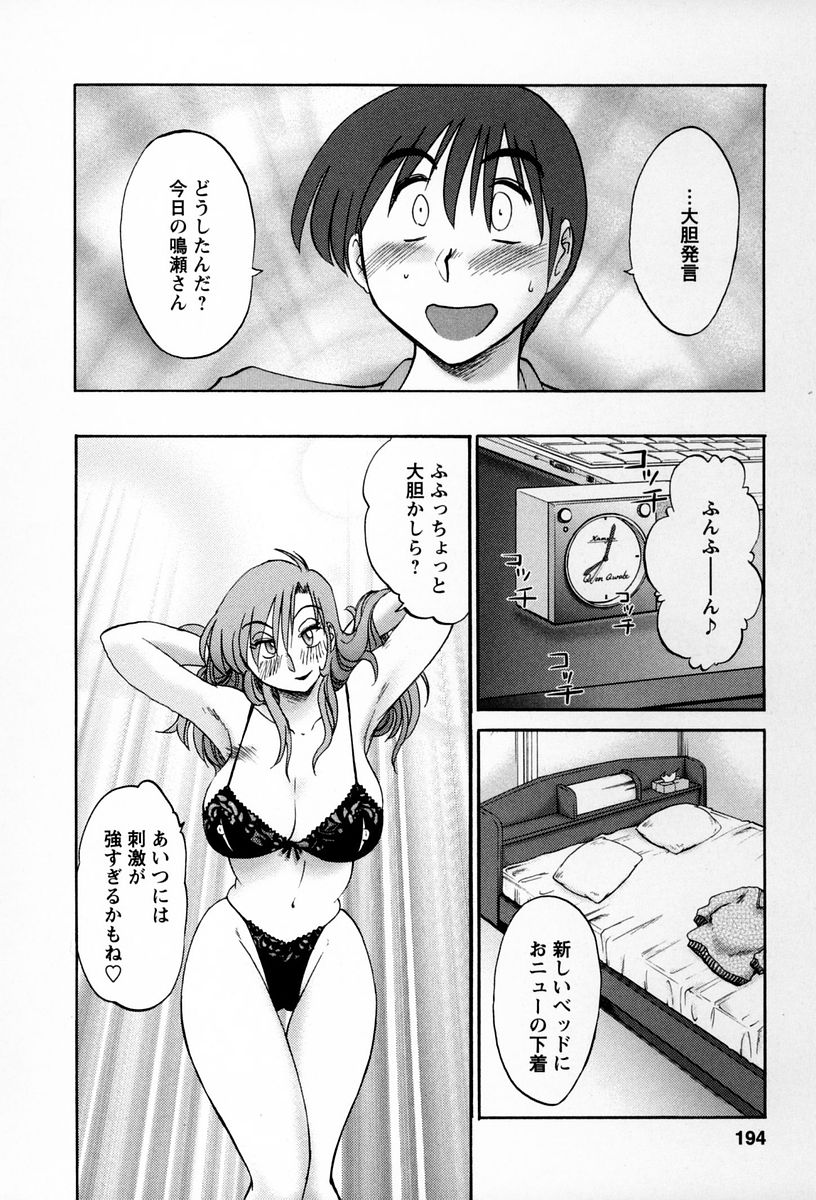 …大胆発言
どうしたんだ？
今日の鳴瀬さん
ふんふーん♪
コッチ
コッチ
コッチ
コッチ
新しいベッドに
おニューの下着
ふふっちょっと
大胆かしら？
あいつには
刺激が
強すぎるかもね♡
194